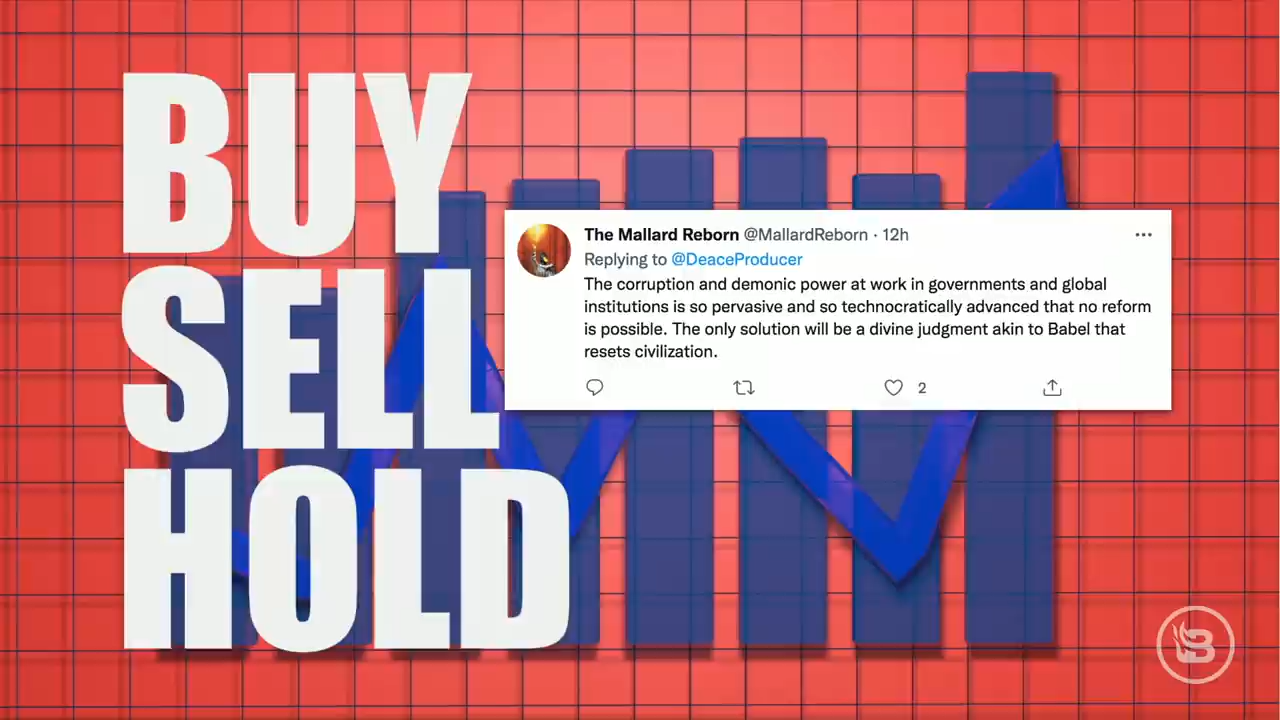 BUY
SELL
HOLD
The Mallard Reborn @MallardReborn · 12h
Replying to @DeaceProducer
The corruption and demonic power at work in governments and global
institutions is so pervasive and so technocratically advanced that no reform
is possible. The only solution will be a divine judgment akin to Babel that
resets civilization.
2
B